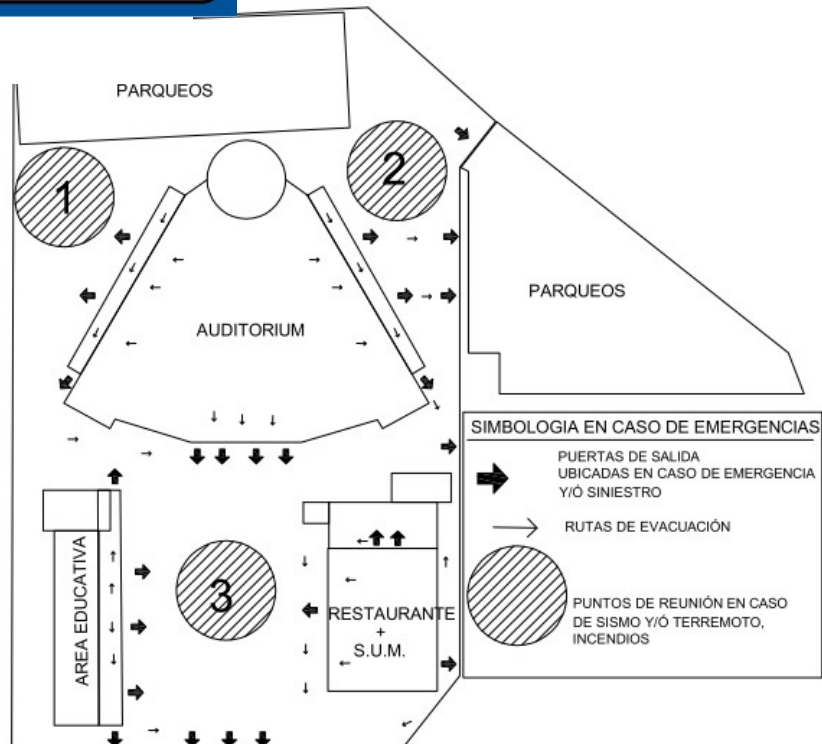 PARQUEOS
1
2
AUDITORIUM
PARQUEOS
SIMBOLOGIA EN CASO DE EMERGENCIAS
PUERTAS DE SALIDA
UBICADAS EN CASO DE EMERGENCIA
Y/Ó SINIESTRO
RUTAS DE EVACUACIÓN
PUNTOS DE REUNIÓN EN CASO
DE SISMO Y/Ó TERREMOTO,
INCENDIOS
AREA EDUCATIVA
3
RESTAURANTE
+
S.U.M.